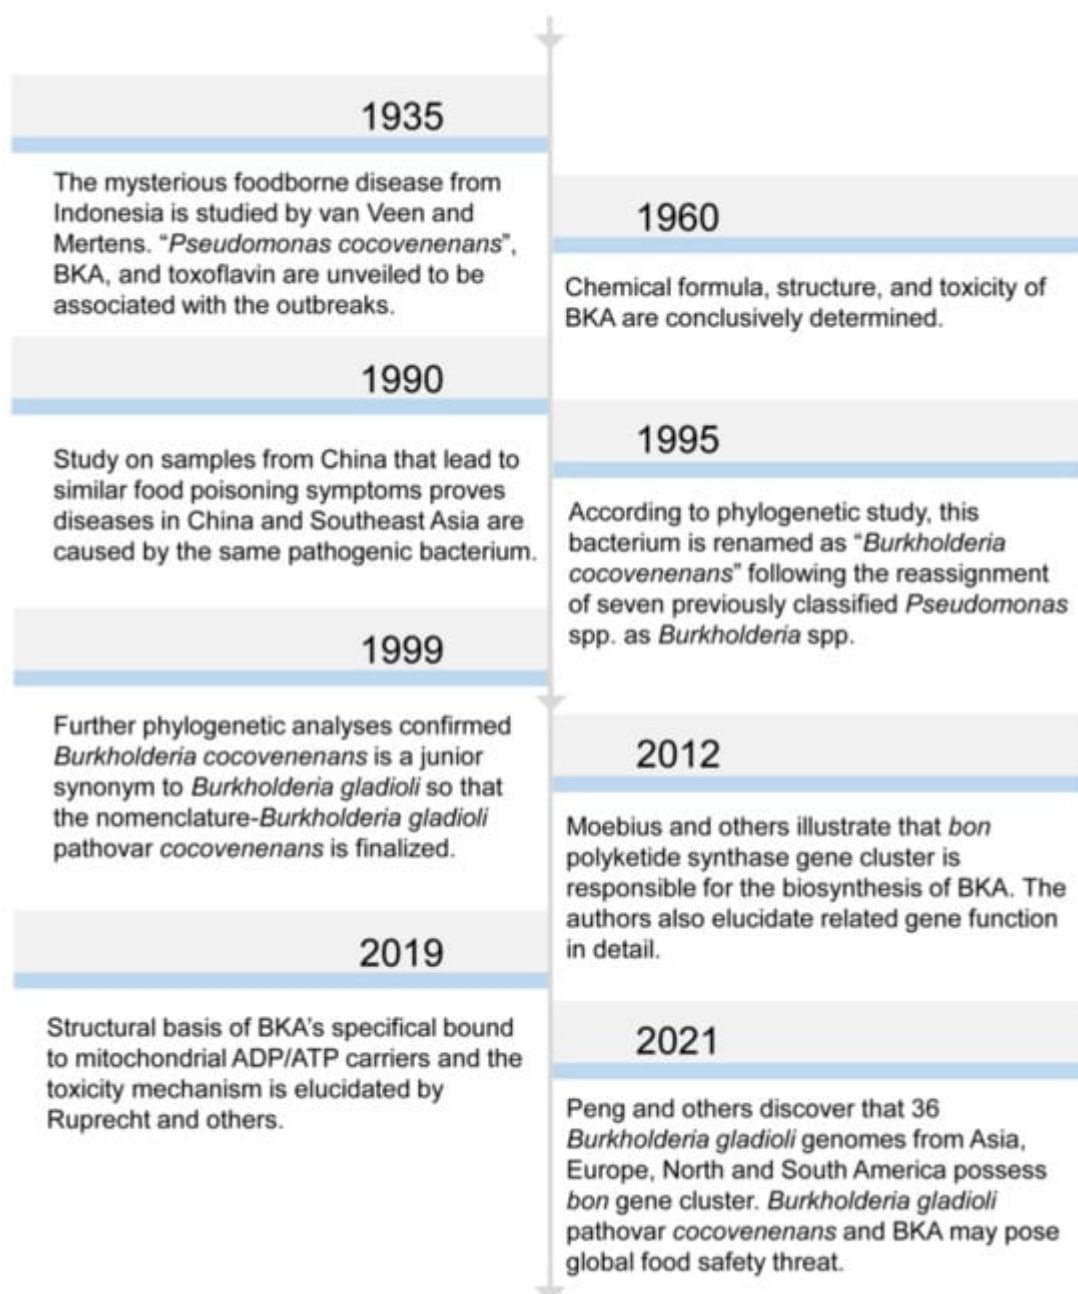 1935
The mysterious foodborne disease from
Indonesia is studied by van Veen and
Mertens. “Pseudomonas cocovenenans”,
BKA, and toxoflavin are unveiled to be
associated with the outbreaks.
1960
Chemical formula, structure, and toxicity of
BKA are conclusively determined.
1990
Study on samples from China that lead to
similar food poisoning symptoms proves
diseases in China and Southeast Asia are
caused by the same pathogenic bacterium.
1995
According to phylogenetic study, this
bacterium is renamed as “Burkholderia
cocovenenans” following the reassignment
of seven previously classified Pseudomonas
spp. as Burkholderia spp.
1999
Further phylogenetic analyses confirmed
Burkholderia cocovenenans is a junior
synonym to Burkholderia gladioli so that
the nomenclature-Burkholderia gladioli
pathovar cocovenenans is finalized.
2012
Moebius and others illustrate that bon
polyketide synthase gene cluster is
responsible for the biosynthesis of BKA. The
authors also elucidate related gene function
in detail.
2019
Structural basis of BKA’s specifical bound
to mitochondrial ADP/ATP carriers and the
toxicity mechanism is elucidated by
Ruprecht and others.
2021
Peng and others discover that 36
Burkholderia gladioli genomes from Asia,
Europe, North and South America possess
bon gene cluster. Burkholderia gladioli
pathovar cocovenenans and BKA may pose
global food safety threat.